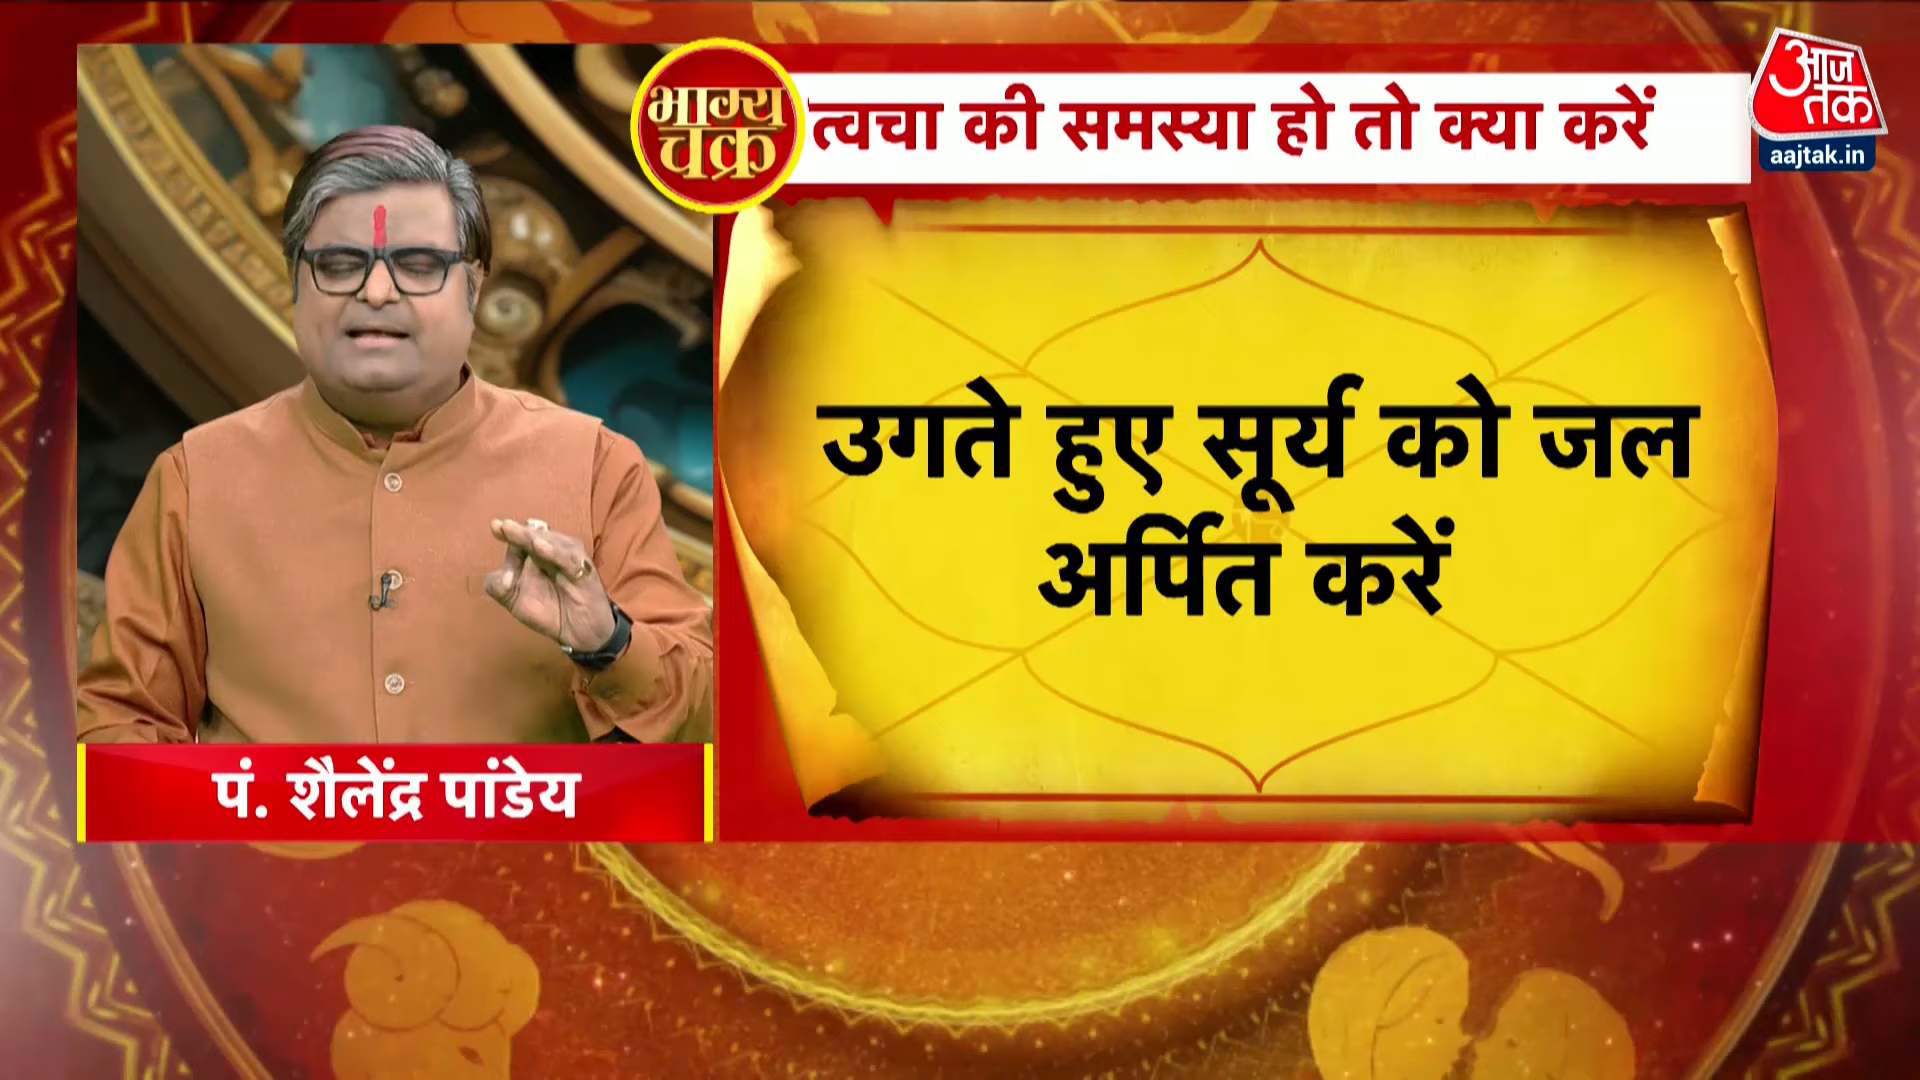 भाग्य
चक्र
त्वचा की समस्या हो तो क्या करें
आज
तक
aajtak.in
उगते हुए सूर्य को जल
अर्पित करें
पं. शैलेंद्र पांडेय